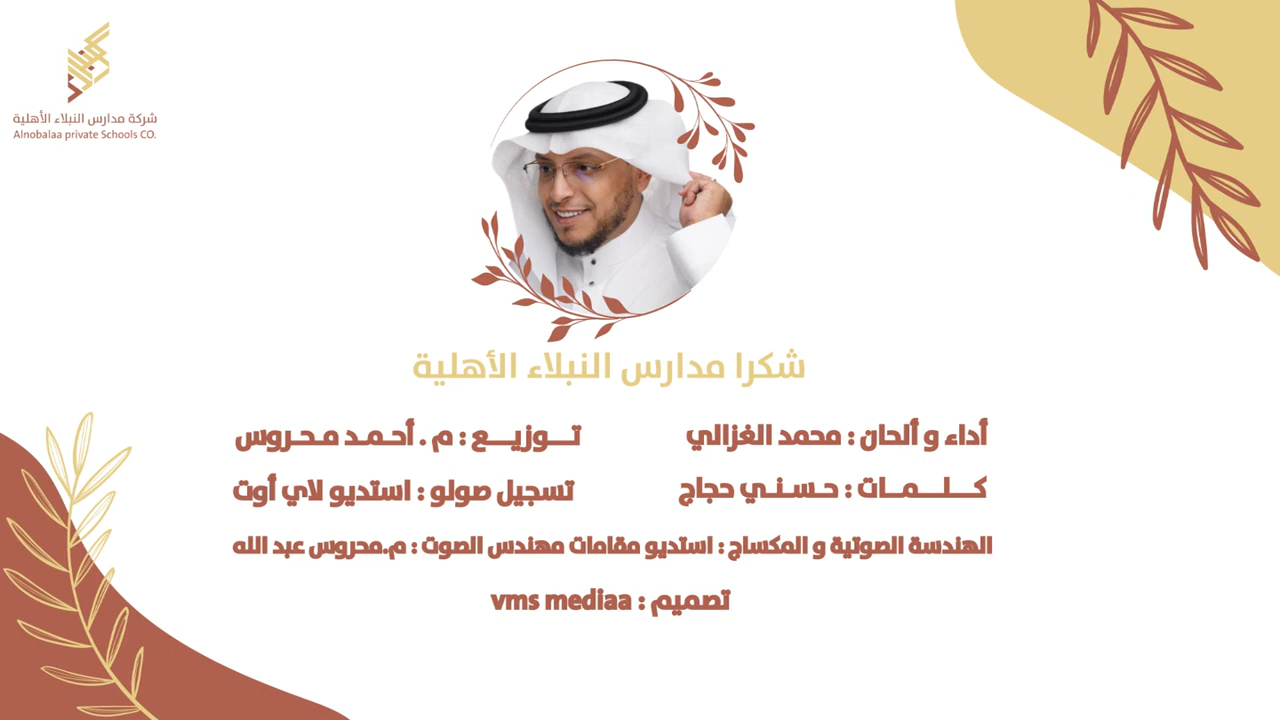 شركة مدارس النبلاء الأهلية
Alnobalaa private Schools CO.
شكرا مدارس النبلاء الأهلية
أداء و ألحان : محمد الغزالي
تـــوزيـــع : م . أحـمـد مـحـروس
كـــلـــمـــات : حـسـنـي حجاج
تسجيل صولو : استديو لاي أوت
الهندسة الصوتية و المكساج : استديو مقامات مهندس الصوت : م.محروس عبد الله
تصميم : vms mediaa